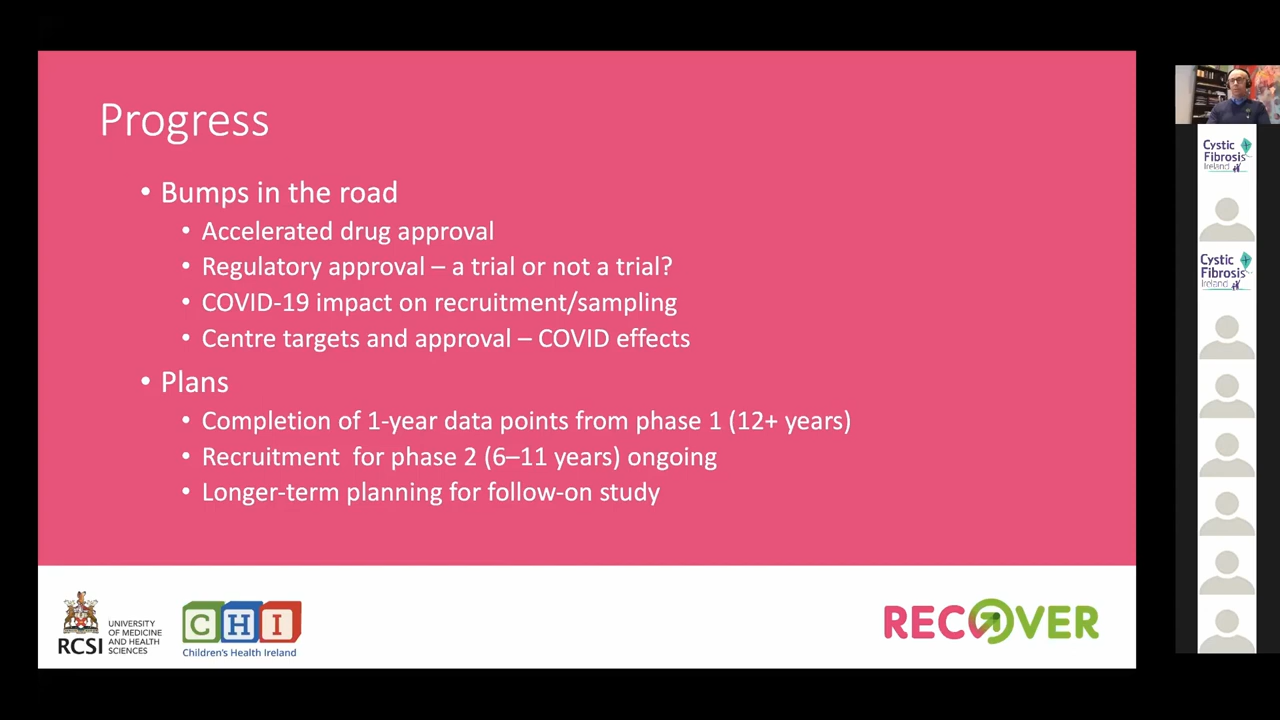 Progress
• Bumps in the road
• Accelerated drug approval
• Regulatory approval – a trial or not a trial?
• COVID-19 impact on recruitment/sampling
• Centre targets and approval – COVID effects
• Plans
• Completion of 1-year data points from phase 1 (12+ years)
• Recruitment  for phase 2 (6–11 years) ongoing
• Longer-term planning for follow-on study
RCSI
UNIVERSITY
OF MEDICINE
AND HEALTH
SCIENCES
CHI
Children's Health Ireland
RECOVER
Cystic
Fibrosis
Ireland
Cystic
Fibrosis
Ireland